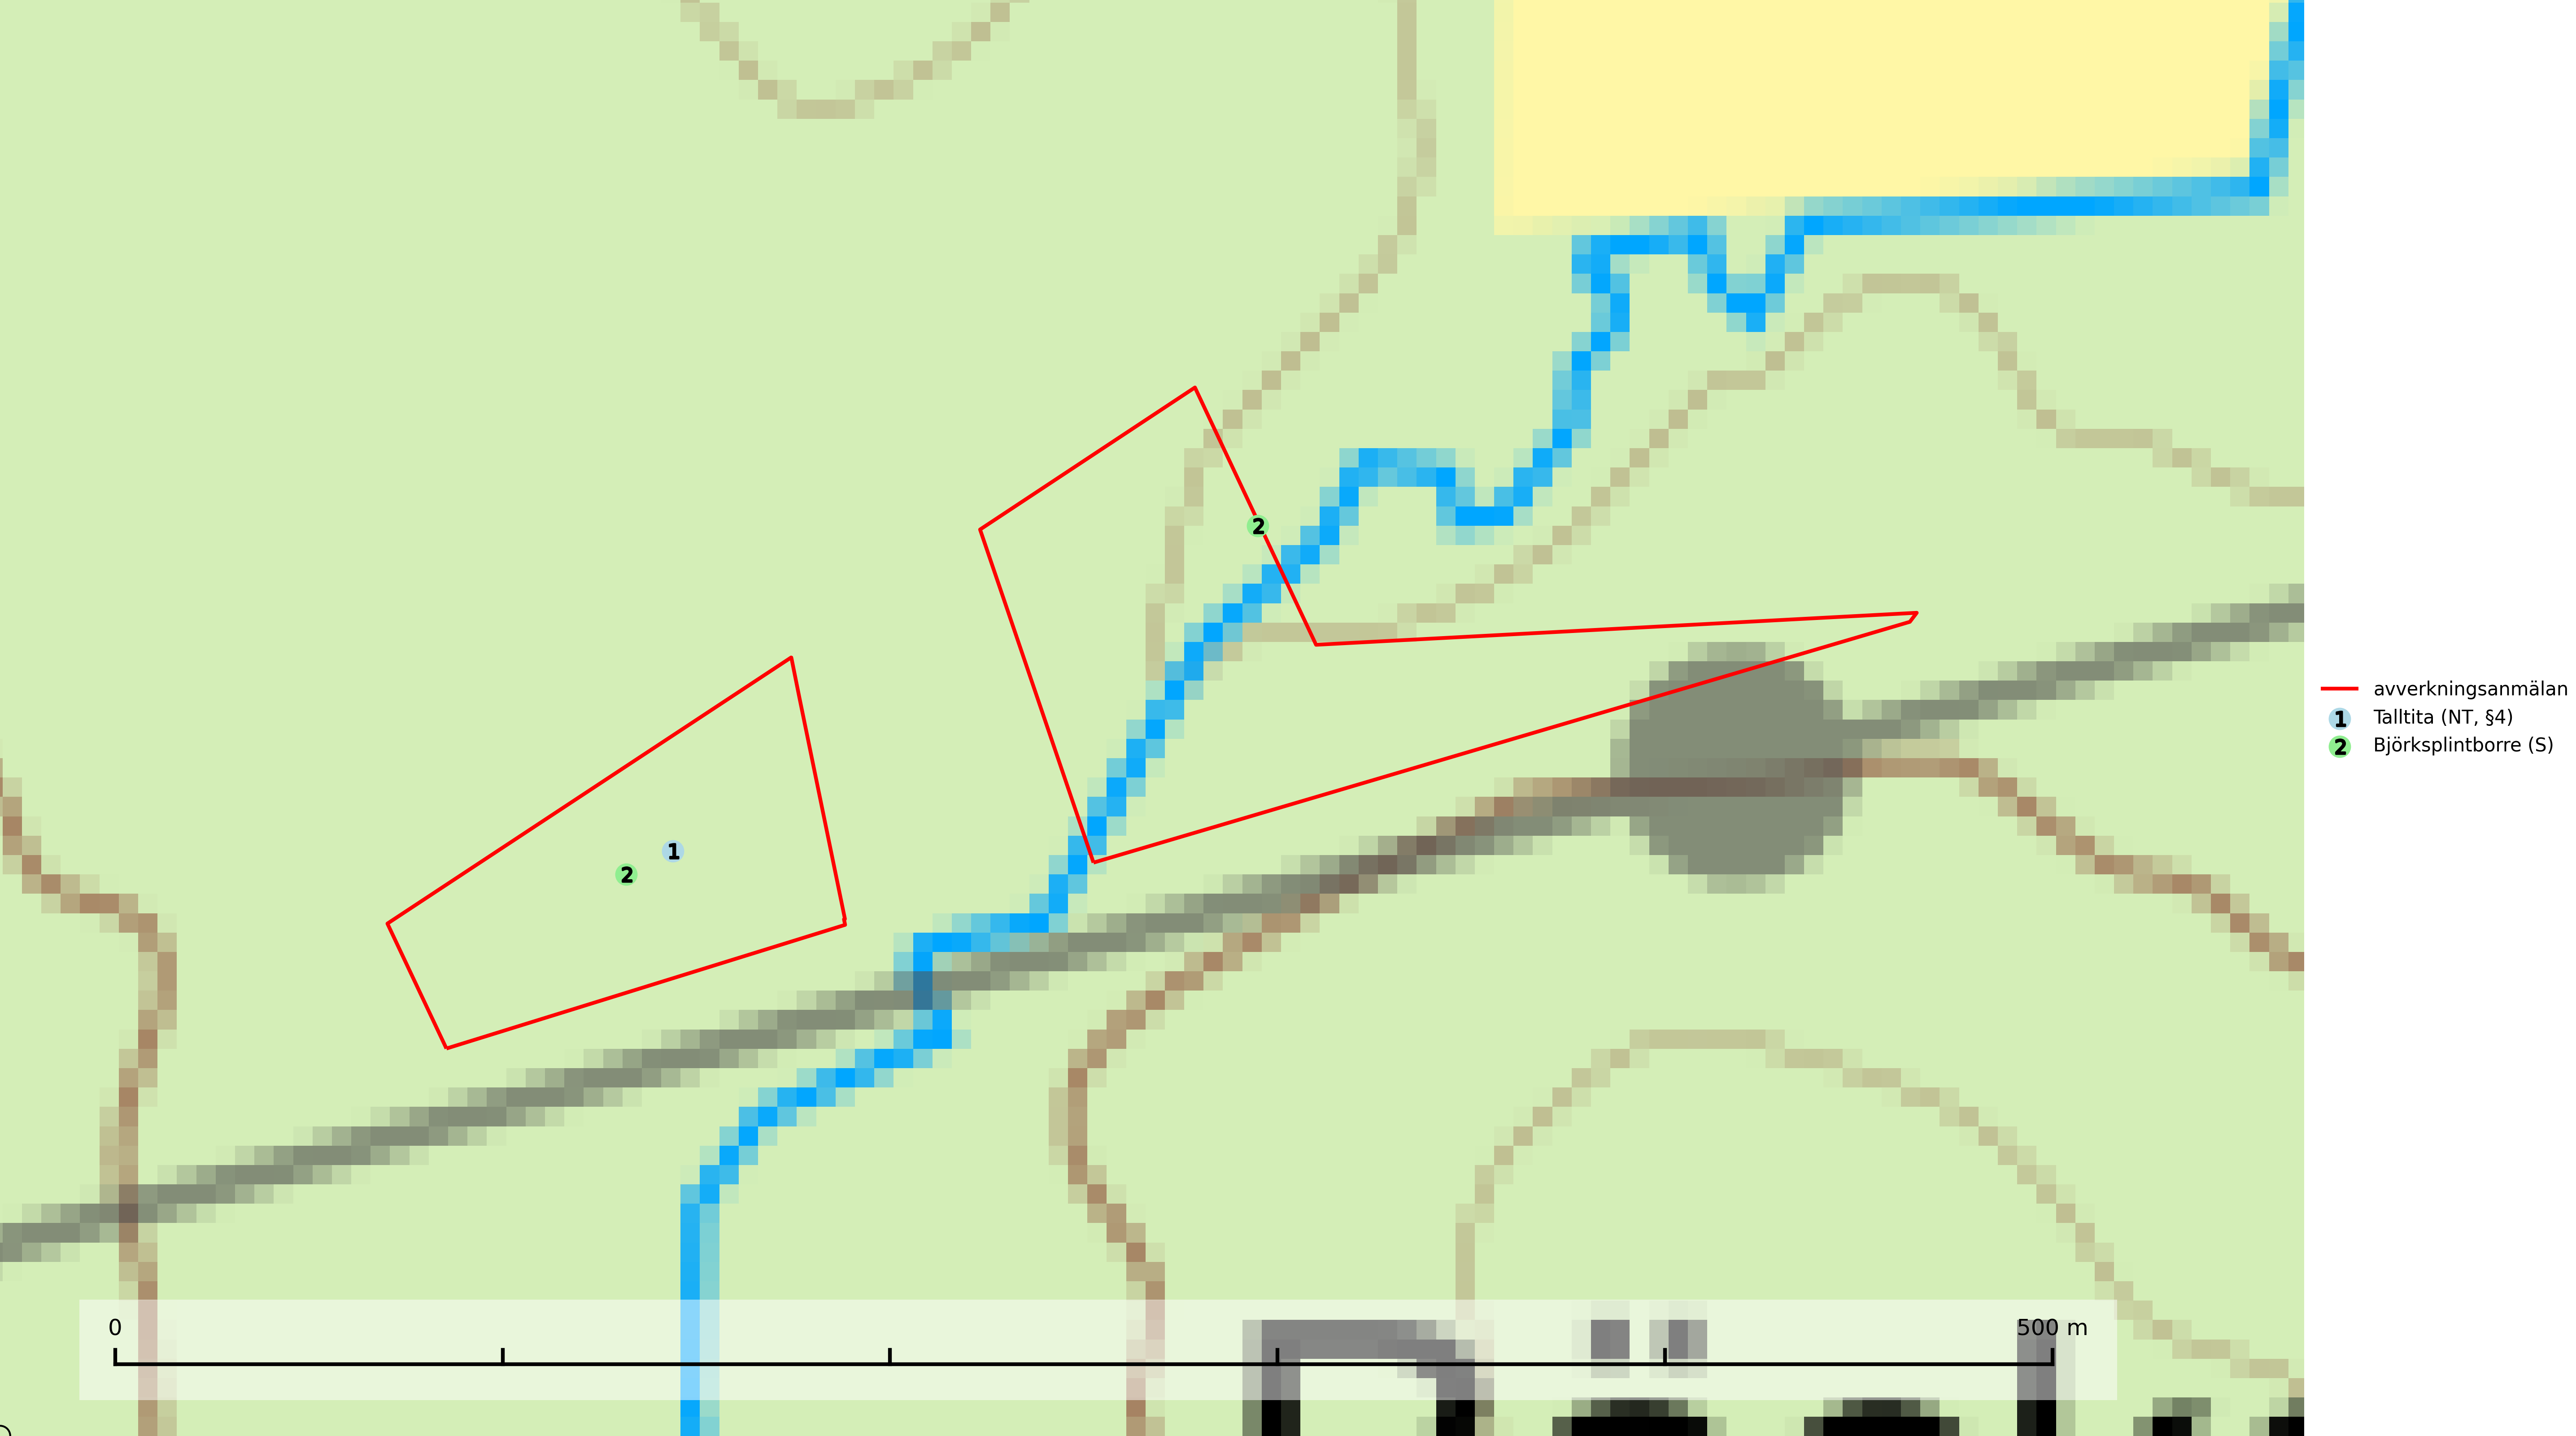 2
1
2
0
500 m
avverkningsanmälan
1 Talltita (NT, §4)
2 Björksplintborre (S)